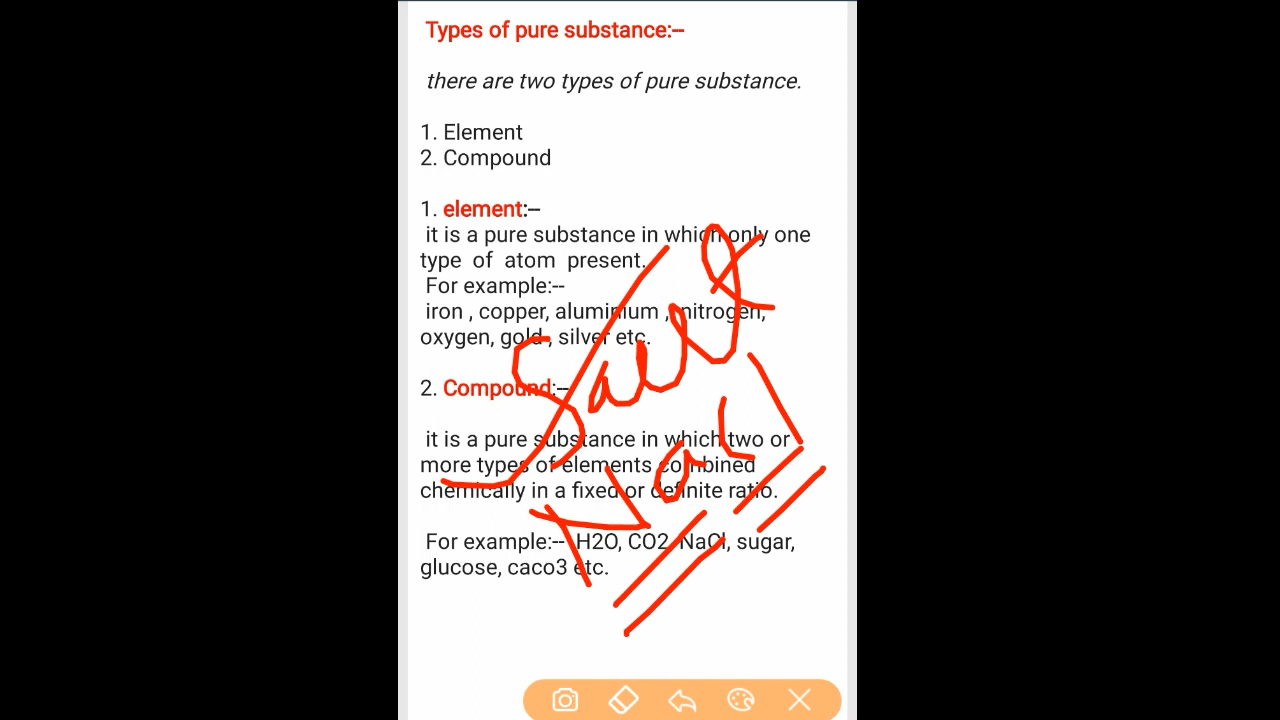 Types of pure substance:--
there are two types of pure substance.
1. Element
2. Compound
1. element:--
it is a pure substance in which only one
type of atom present.
For example:--
iron , copper, aluminium , nitrogen,
oxygen, gold , silver etc.
2. Compound:--
it is a pure substance in which two or
more types of elements combined
chemically in a fixed or definite ratio.
For example:-- H2O, CO2, NaCl, sugar,
glucose, caco3 etc.
Salt
NaCl